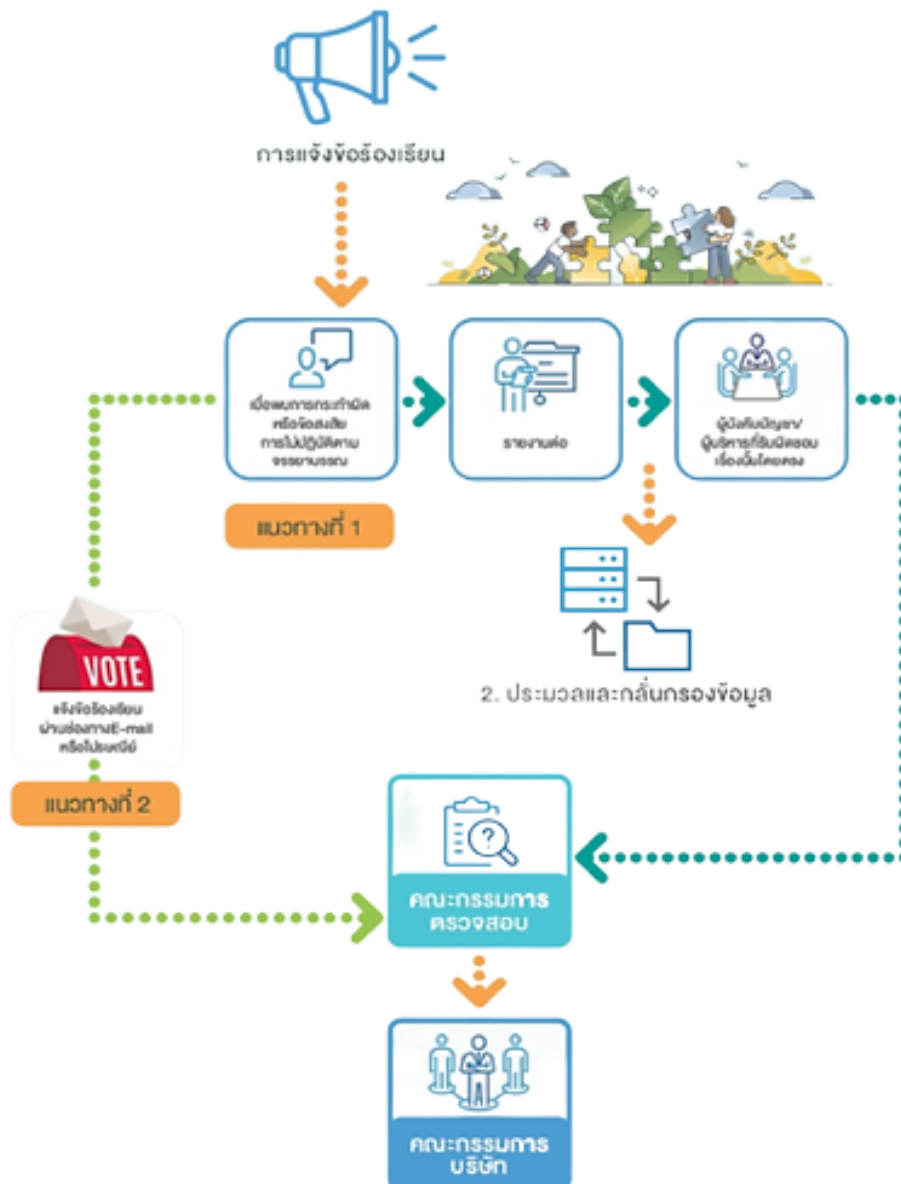 การแจ้งข้อร้องเรียน
เมื่อพบการกระทำผิด
หรือข้อสงสัย
การไม่ปฏิบัติตาม
จรรยาบรรณ
รายงานต่อ
ผู้บังคับบัญชา/
ผู้บริหารที่รับผิดชอบ
เรื่องนั้นโดยตรง
แนวทางที่ 1
2. ประมวลและกลั่นกรองข้อมูล
VOTE
แจ้งข้อร้องเรียน
ผ่านช่องทางE-mail
หรือไปรษณีย์
แนวทางที่ 2
คณะกรรมการ
ตรวจสอบ
คณะกรรมการ
บริษัท